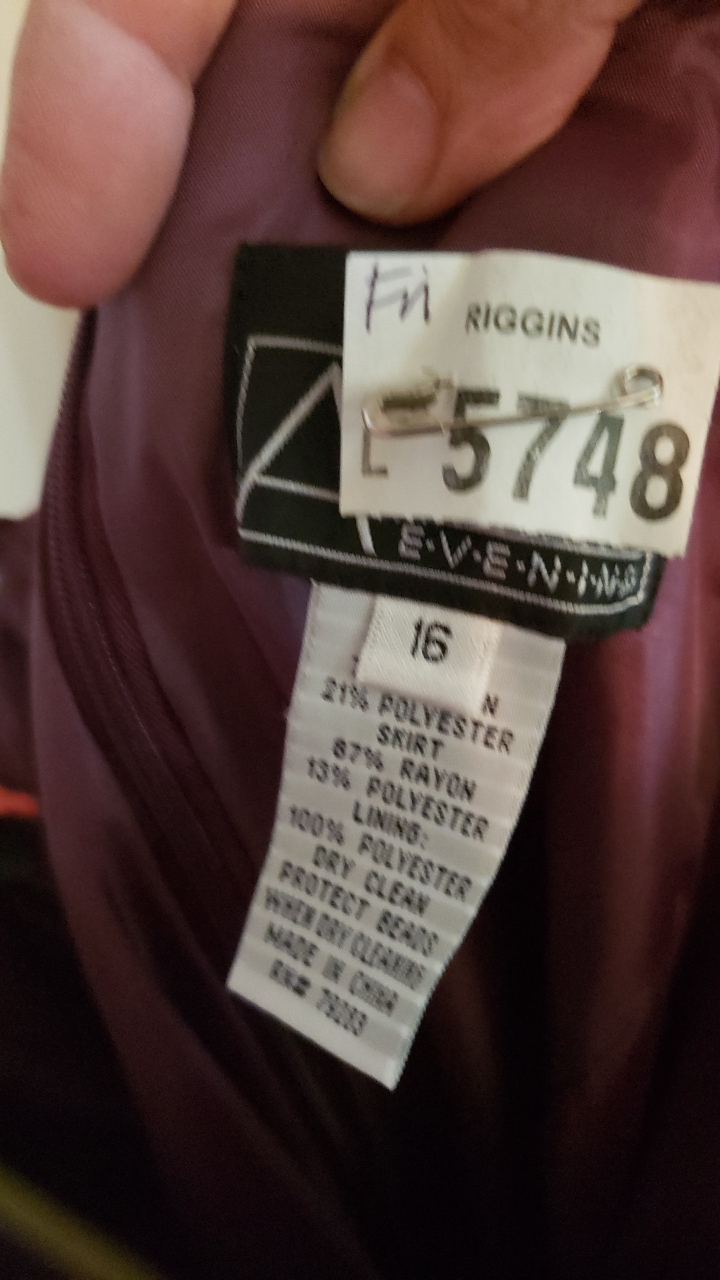 Fri RIGGINS
5748
E·V·E·N·I·N·G
16
21% POLYESTER
SKIRT
87% RAYON
13% POLYESTER
LINING:
100% POLYESTER
DRY CLEAN
PROTECT BEADS
WHEN DRY CLEANING
MADE IN CHINA